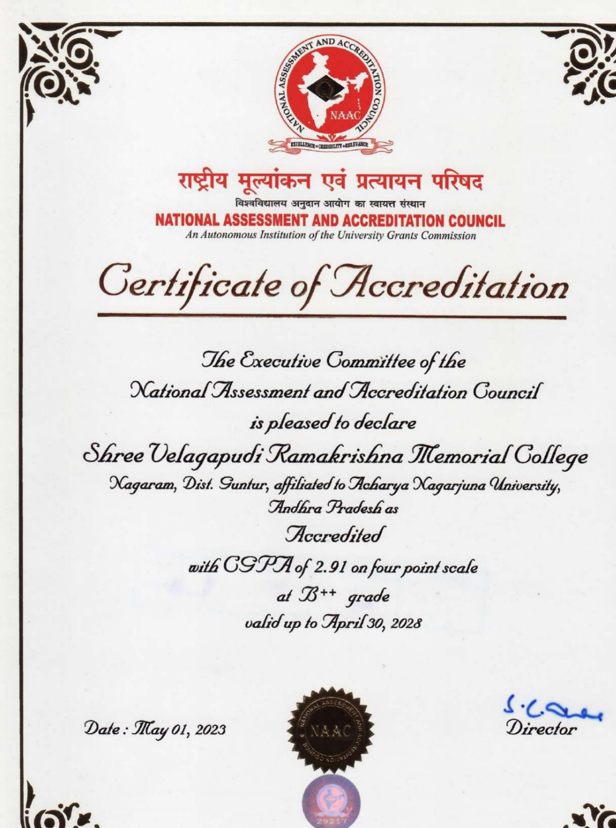 NATIONAL ASSESSMENT AND ACCREDITATION COUNCIL
NAAC
EXCELLENCE • CREDIBILITY • RELEVANCE
राष्ट्रीय मूल्यांकन एवं प्रत्यायन परिषद
विश्वविद्यालय अनुदान आयोग का स्वायत्त संस्थान
NATIONAL ASSESSMENT AND ACCREDITATION COUNCIL
An Autonomous Institution of the University Grants Commission
Certificate of Accreditation
The Executive Committee of the
National Assessment and Accreditation Council
is pleased to declare
Shree Velagapudi Ramakrishna Memorial College
Nagaram, Dist. Guntur, affiliated to Acharya Nagarjuna University,
Andhra Pradesh as
Accredited
with CGPA of 2.91 on four point scale
at B++ grade
valid up to April 30, 2028
Date : May 01, 2023
NAAC
Director
29217